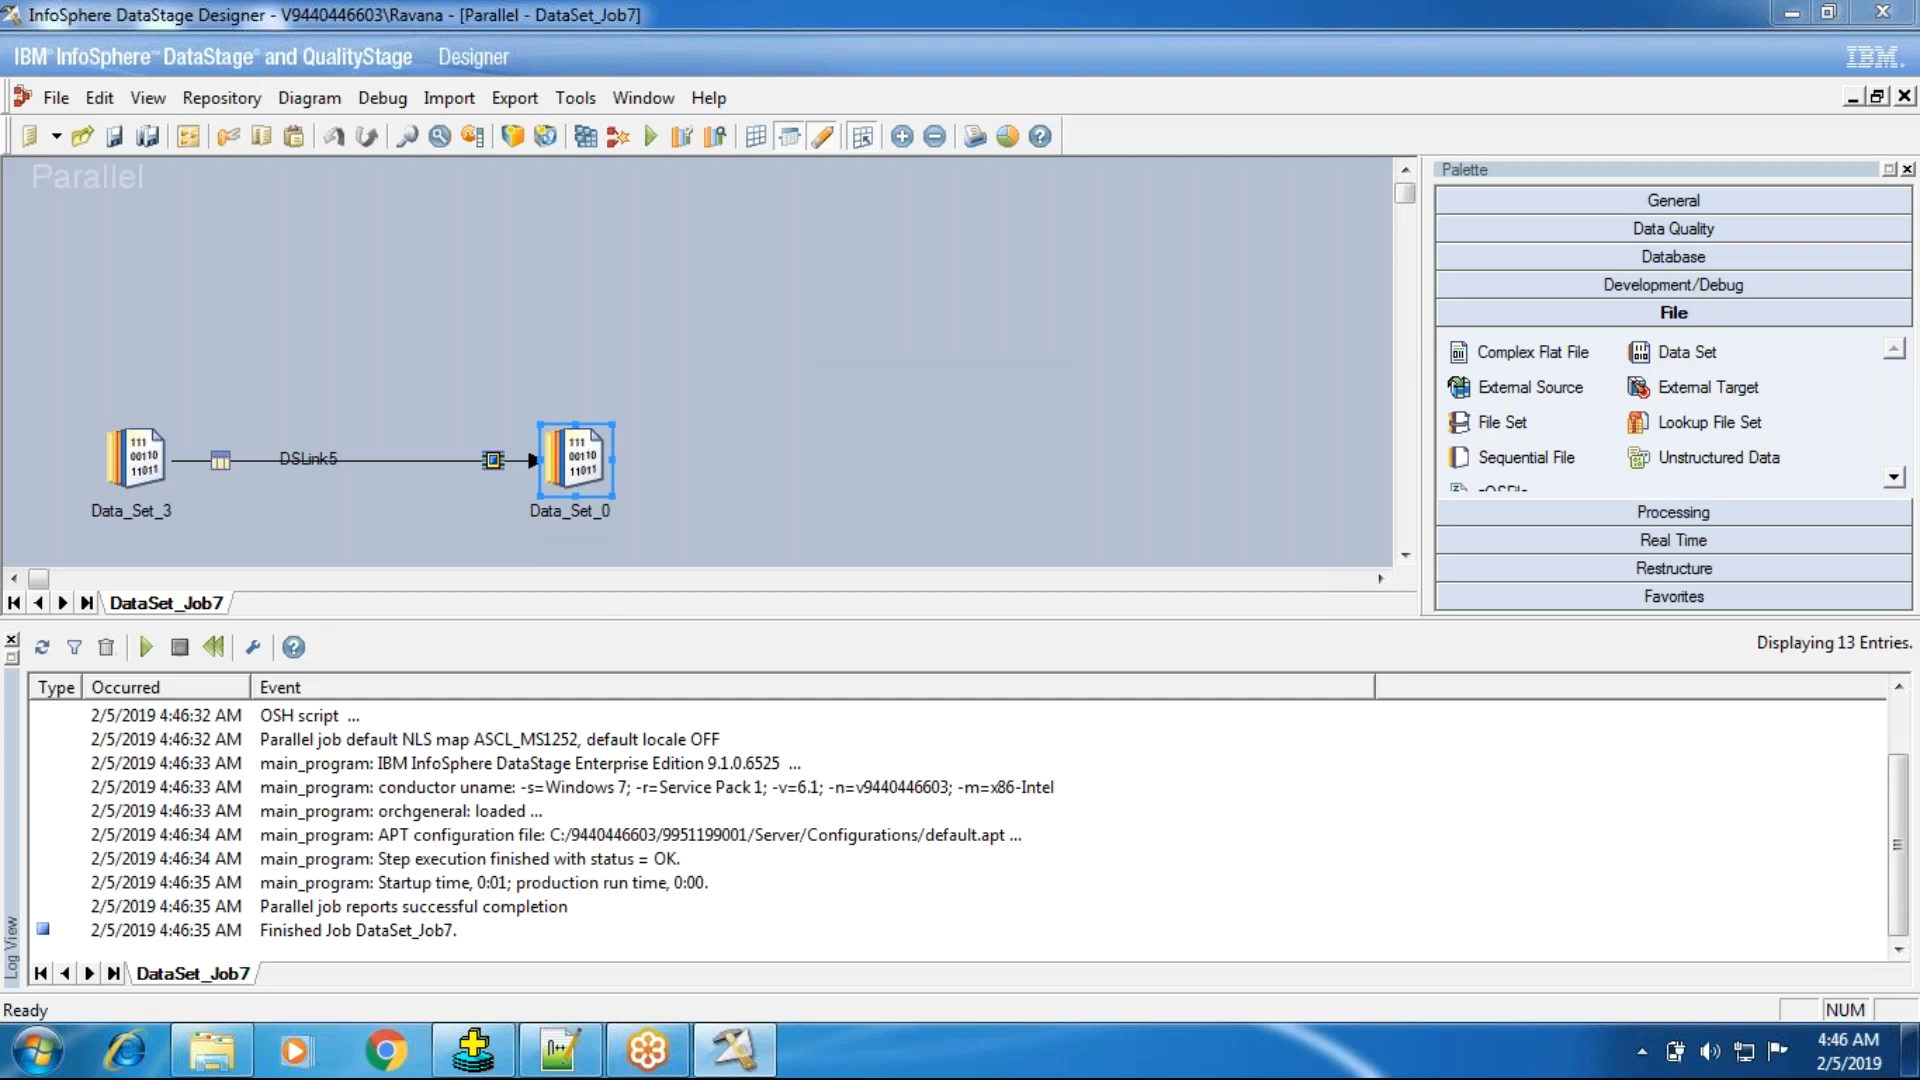 InfoSphere DataStage Designer - V9440446603\Ravana - [Parallel - DataSet_Job7]
IBM InfoSphere DataStage and QualityStage Designer
IBM.
File Edit View Repository Diagram Debug Import Export Tools Window Help
Parallel
Palette
General
Data Quality
Database
Development/Debug
File
Complex Flat File Data Set
External Source External Target
File Set Lookup File Set
Sequential File Unstructured Data
Processing
Real Time
Restructure
Favorites
DSLink5
Data_Set_3 Data_Set_0
DataSet_Job7
Displaying 13 Entries.
Type Occurred Event
2/5/2019 4:46:32 AM OSH script ...
2/5/2019 4:46:32 AM Parallel job default NLS map ASCL_MS1252, default locale OFF
2/5/2019 4:46:33 AM main_program: IBM InfoSphere DataStage Enterprise Edition 9.1.0.6525 ...
2/5/2019 4:46:33 AM main_program: conductor uname: -s=Windows 7; -r=Service Pack 1; -v=6.1; -n=v9440446603; -m=x86-Intel
2/5/2019 4:46:33 AM main_program: orchgeneral: loaded ...
2/5/2019 4:46:34 AM main_program: APT configuration file: C:/9440446603/9951199001/Server/Configurations/default.apt ...
2/5/2019 4:46:34 AM main_program: Step execution finished with status = OK.
2/5/2019 4:46:35 AM main_program: Startup time, 0:01; production run time, 0:00.
2/5/2019 4:46:35 AM Parallel job reports successful completion
2/5/2019 4:46:35 AM Finished Job DataSet_Job7.
Log View
DataSet_Job7
Ready
NUM
4:46 AM
2/5/2019